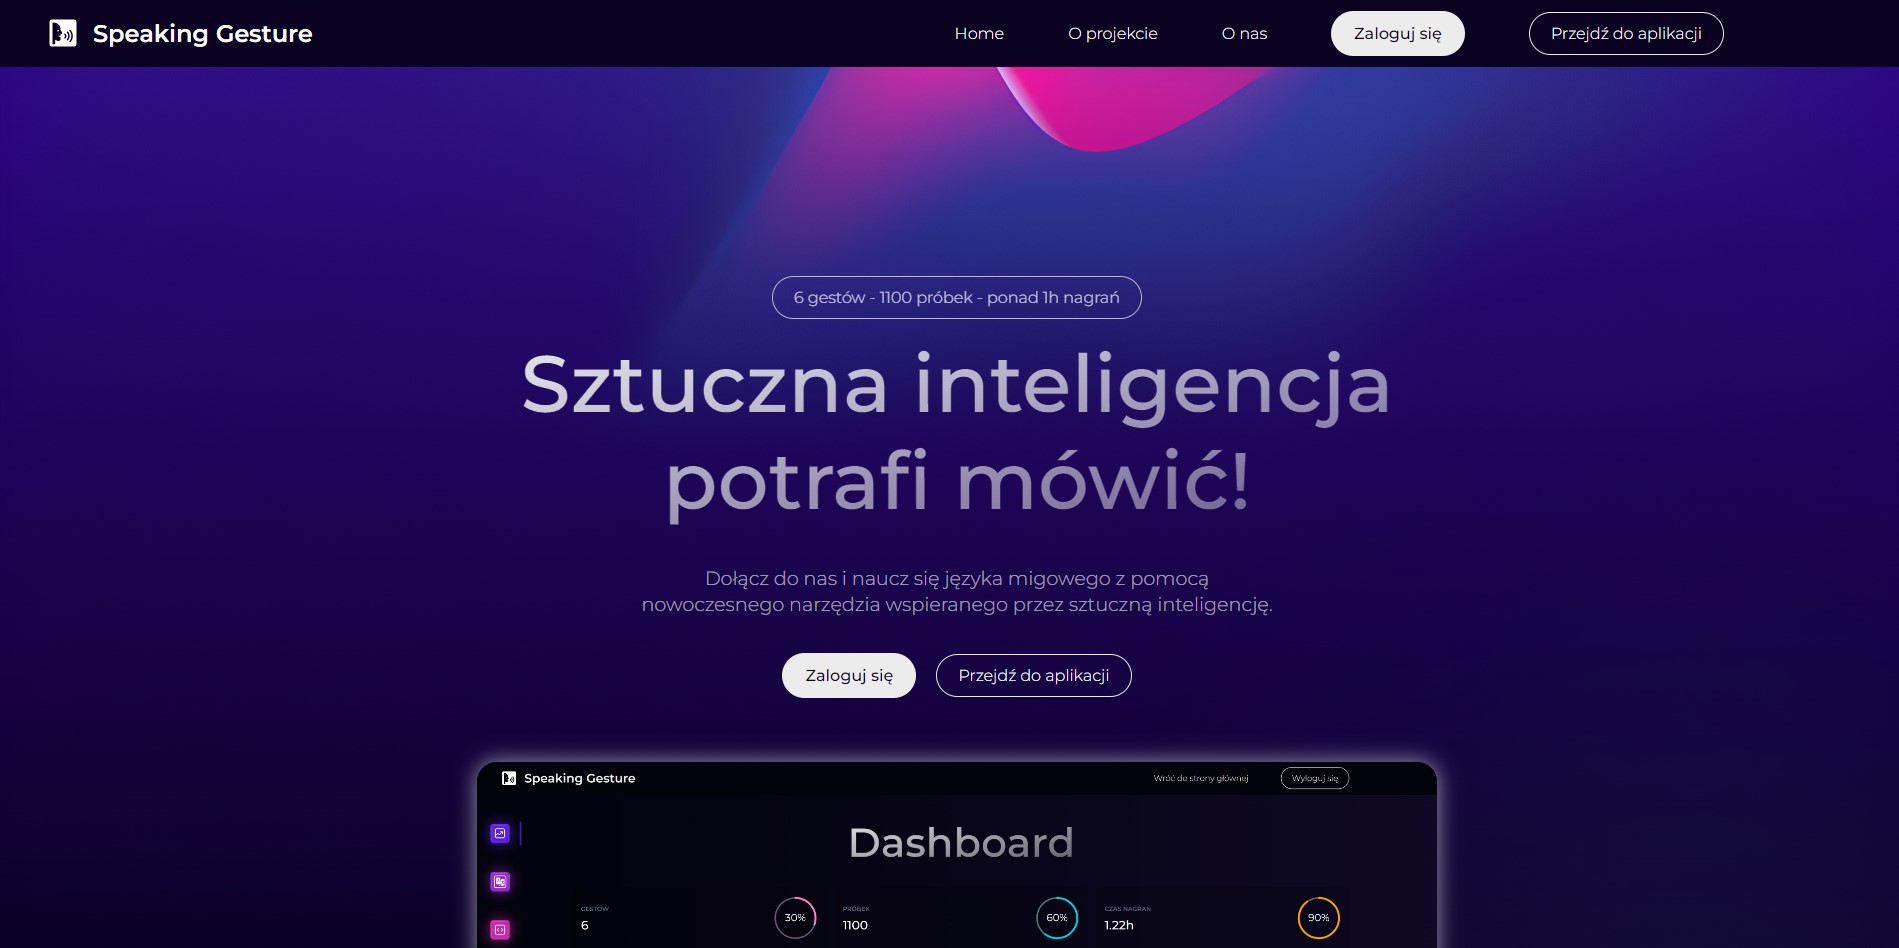 Speaking Gesture
Home
O projekcie
O nas
Zaloguj się
Przejdź do aplikacji
6 gestów - 1100 próbek - ponad 1h nagrań
Sztuczna inteligencja
potrafi mówić!
Dołącz do nas i naucz się języka migowego z pomocą
nowoczesnego narzędzia wspieranego przez sztuczną inteligencję.
Zaloguj się
Przejdź do aplikacji
Speaking Gesture
Wróć do strony głównej
Wyloguj się
Dashboard
GESTÓW
6
30%
PRÓBEK
1100
60%
CZAS NAGRAŃ
1.22h
90%